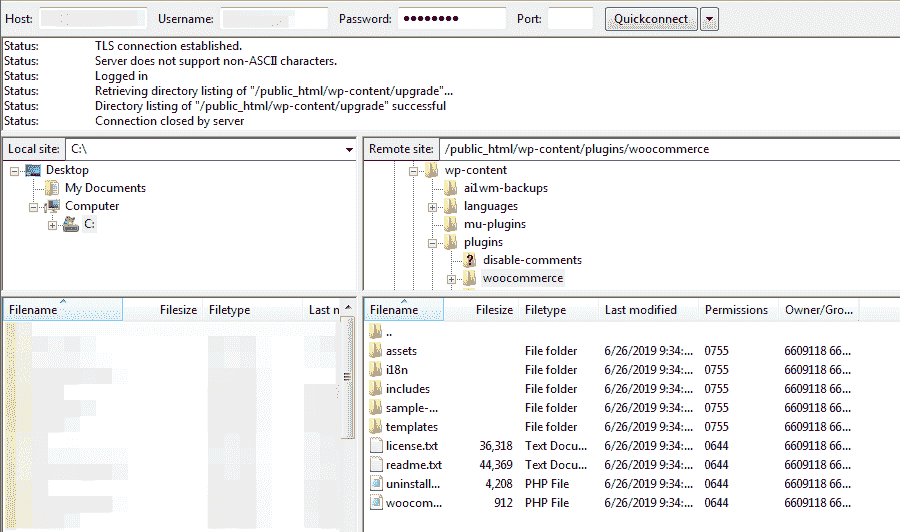 Host: Username: Password: ●●●●●●●● Port: Quickconnect
Status: TLS connection established.
Status: Server does not support non-ASCII characters.
Status: Logged in
Status: Retrieving directory listing of "/public_html/wp-content/upgrade"...
Status: Directory listing of "/public_html/wp-content/upgrade" successful
Status: Connection closed by server
Local site: C:\
Desktop
My Documents
Computer
C:
Remote site: /public_html/wp-content/plugins/woocommerce
wp-content
ai1wm-backups
languages
mu-plugins
plugins
disable-comments
woocommerce
Filename Filesize Filetype Last n
Filename Filesize Filetype Last modified Permissions Owner/Gro...
..
assets File folder 6/26/2019 9:34:... 0755 6609118 66...
i18n File folder 6/26/2019 9:34:... 0755 6609118 66...
includes File folder 6/26/2019 9:34:... 0755 6609118 66...
sample-... File folder 6/26/2019 9:34:... 0755 6609118 66...
templates File folder 6/26/2019 9:34:... 0755 6609118 66...
license.txt 36,318 Text Docu... 6/26/2019 9:34:... 0644 6609118 66...
readme.txt 44,369 Text Docu... 6/26/2019 9:34:... 0644 6609118 66...
uninstall... 4,208 PHP File 6/26/2019 9:34:... 0644 6609118 66...
woocom... 912 PHP File 6/26/2019 9:34:... 0644 6609118 66...